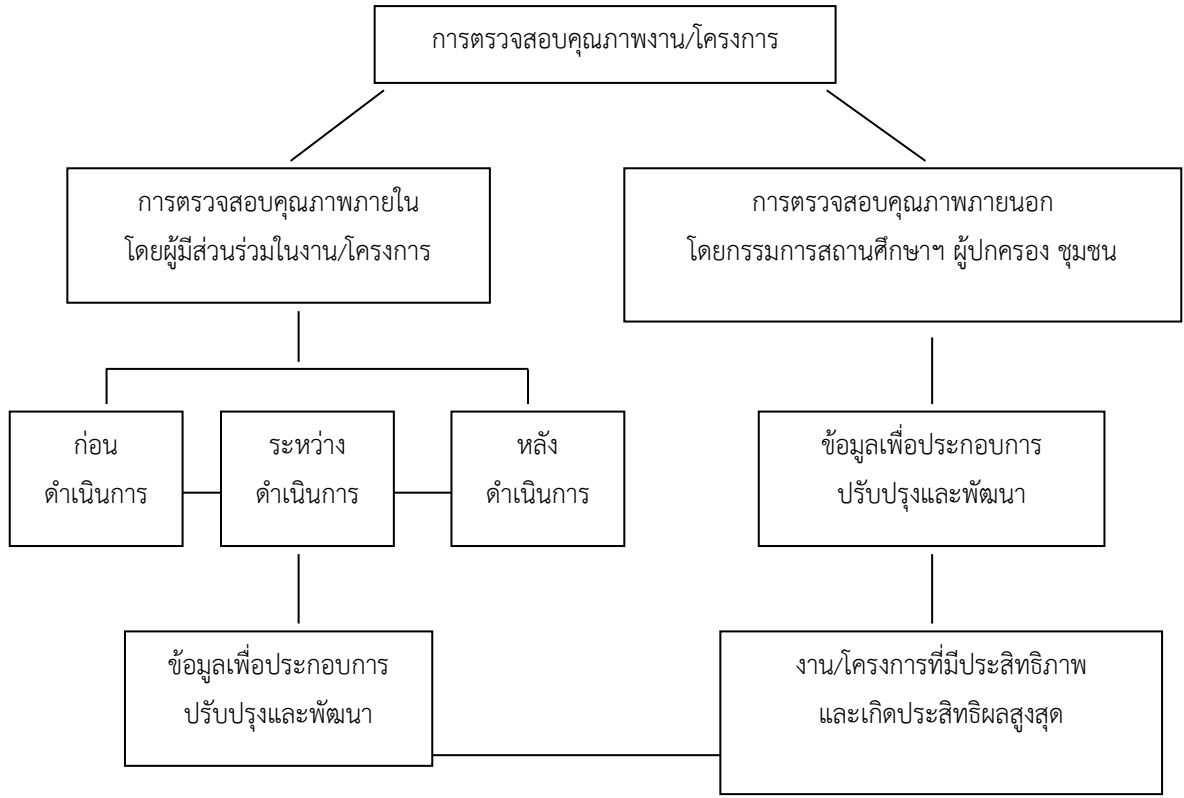 การตรวจสอบคุณภาพงาน/โครงการ
การตรวจสอบคุณภาพภายใน
โดยผู้มีส่วนร่วมในงาน/โครงการ
การตรวจสอบคุณภาพภายนอก
โดยกรรมการสถานศึกษาฯ ผู้ปกครอง ชุมชน
ก่อน
ดำเนินการ
ระหว่าง
ดำเนินการ
หลัง
ดำเนินการ
ข้อมูลเพื่อประกอบการ
ปรับปรุงและพัฒนา
ข้อมูลเพื่อประกอบการ
ปรับปรุงและพัฒนา
งาน/โครงการที่มีประสิทธิภาพ
และเกิดประสิทธิผลสูงสุด